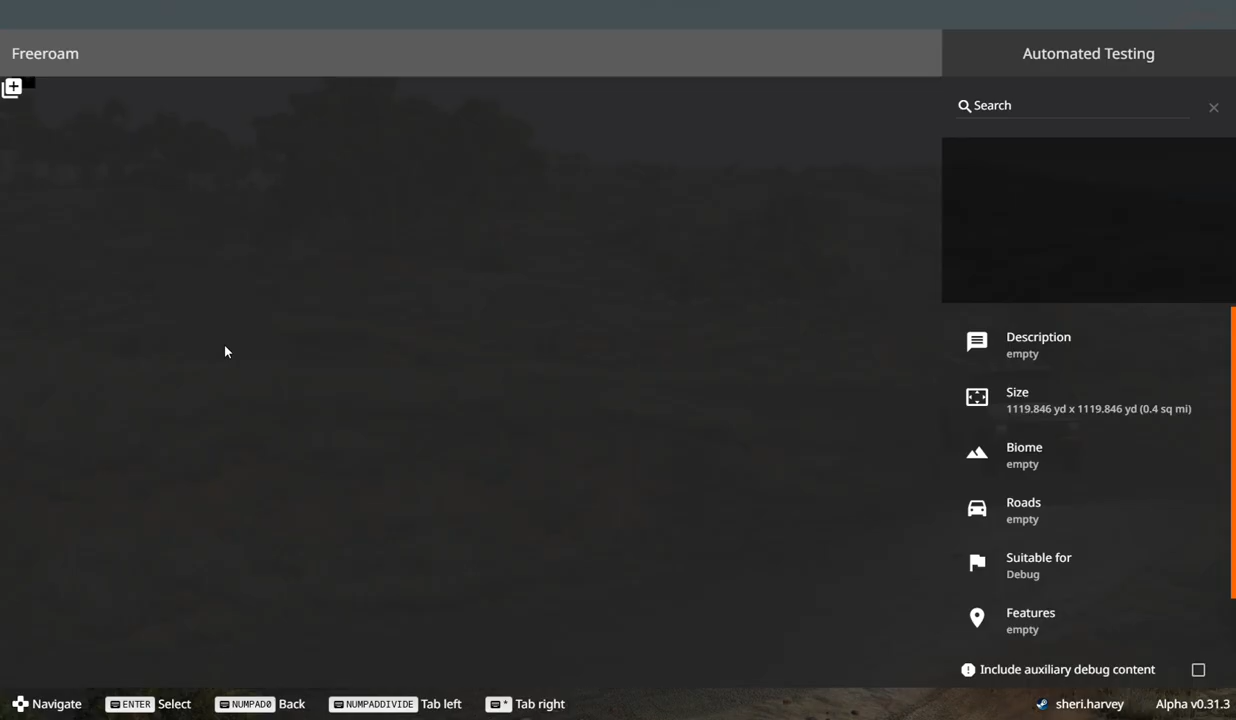 Freeroam
Automated Testing
Search
Description
empty
Size
1119.846 yd x 1119.846 yd (0.4 sq mi)
Biome
empty
Roads
empty
Suitable for
Debug
Features
empty
Include auxiliary debug content
Navigate ENTER Select NUMPAD0 Back NUMPADDIVIDE Tab left * Tab right sheri.harvey Alpha v0.31.3